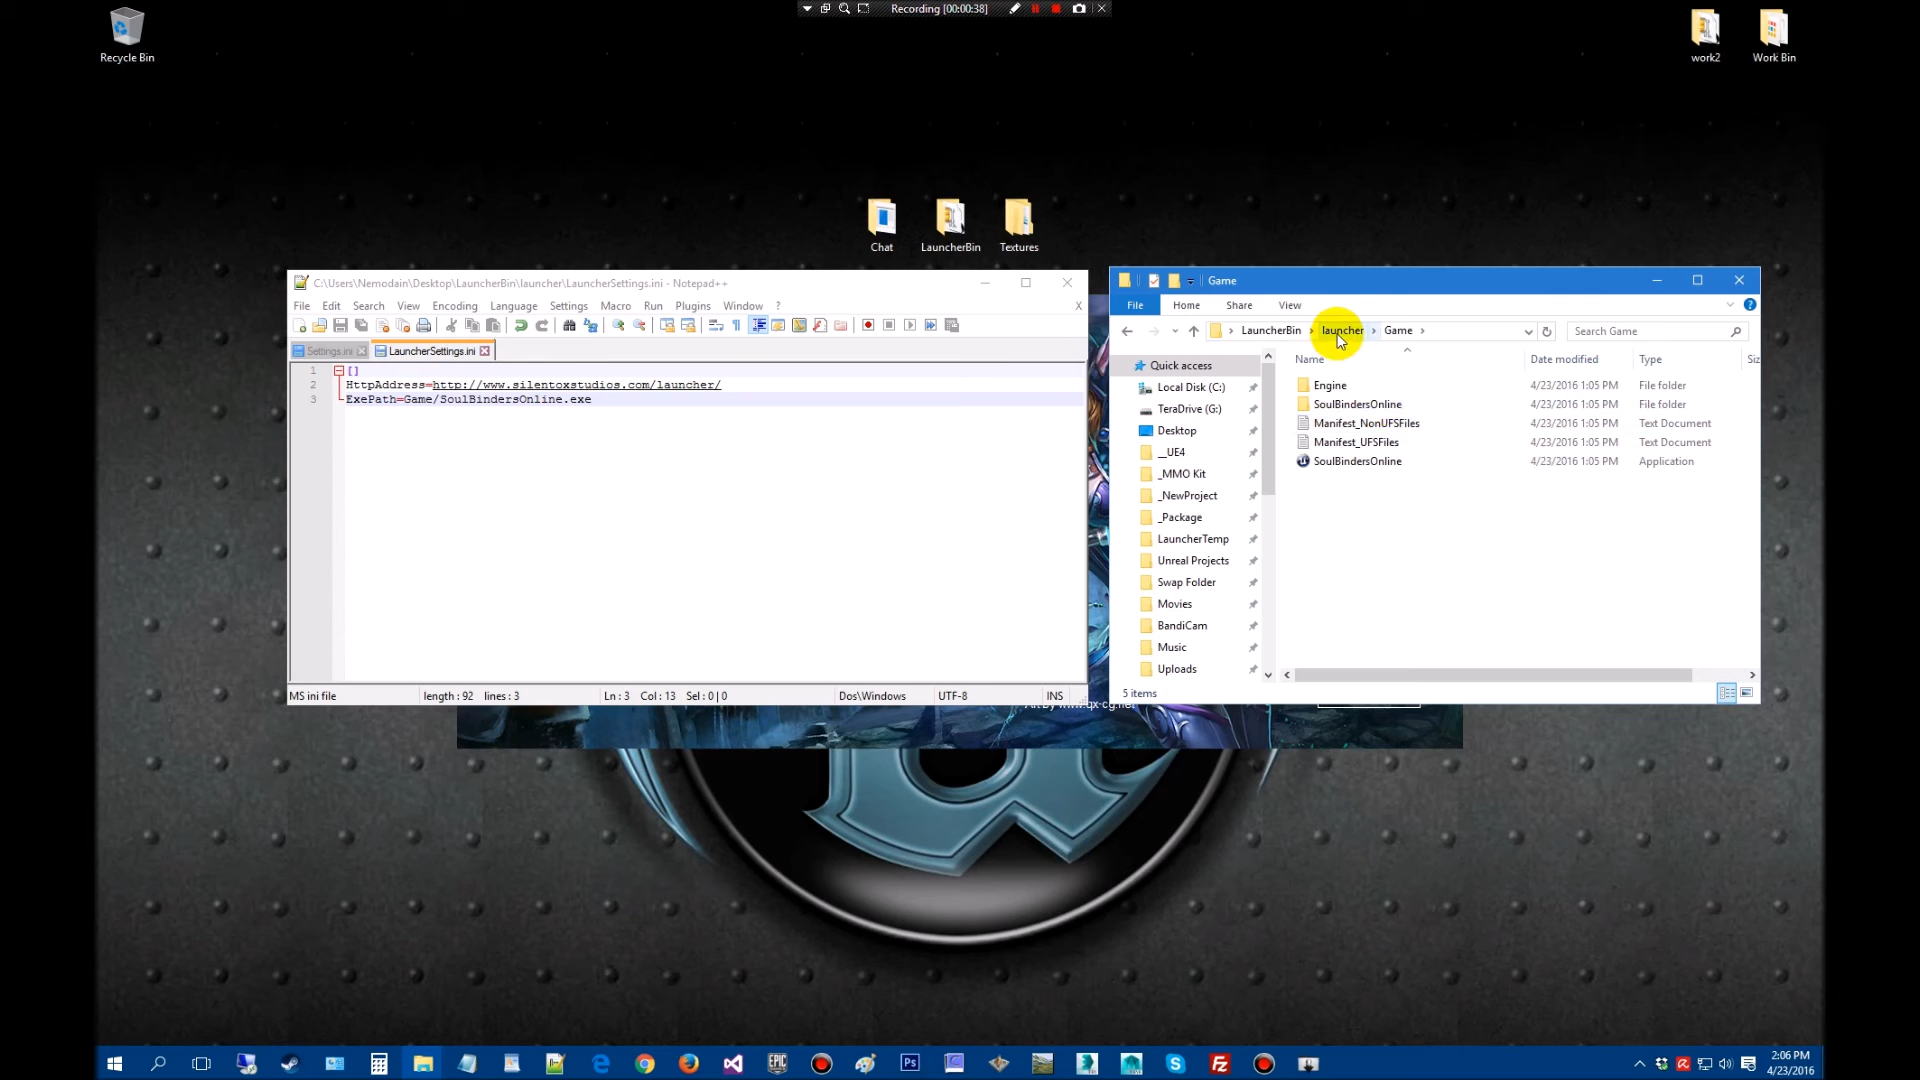 Recording [00:00:38]
Recycle Bin
work2
Work Bin
Chat
LauncherBin
Textures
C:\Users\Nemodain\Desktop\LauncherBin\launcher\LauncherSettings.ini - Notepad++
File Edit Search View Encoding Language Settings Macro Run Plugins Window ?
X
Settings.ini
LauncherSettings.ini
1 []
2 HttpAddress=http://www.silentoxstudios.com/launcher/
3 ExePath=Game/SoulBindersOnline.exe
MS ini file length : 92 lines : 3 Ln : 3 Col : 13 Sel : 0 | 0 Dos\Windows UTF-8 INS
Game
File Home Share View
LauncherBin › launcher › Game ›
Search Game
Name Date modified Type Siz
Quick access
Local Disk (C:)
TeraDrive (G:)
Desktop
__UE4
_MMO Kit
_NewProject
_Package
LauncherTemp
Unreal Projects
Swap Folder
Movies
BandiCam
Music
Uploads
Engine 4/23/2016 1:05 PM File folder
SoulBindersOnline 4/23/2016 1:05 PM File folder
Manifest_NonUFSFiles 4/23/2016 1:05 PM Text Document
Manifest_UFSFiles 4/23/2016 1:05 PM Text Document
SoulBindersOnline 4/23/2016 1:05 PM Application
5 items
EPIC
Ps
2:06 PM
4/23/2016